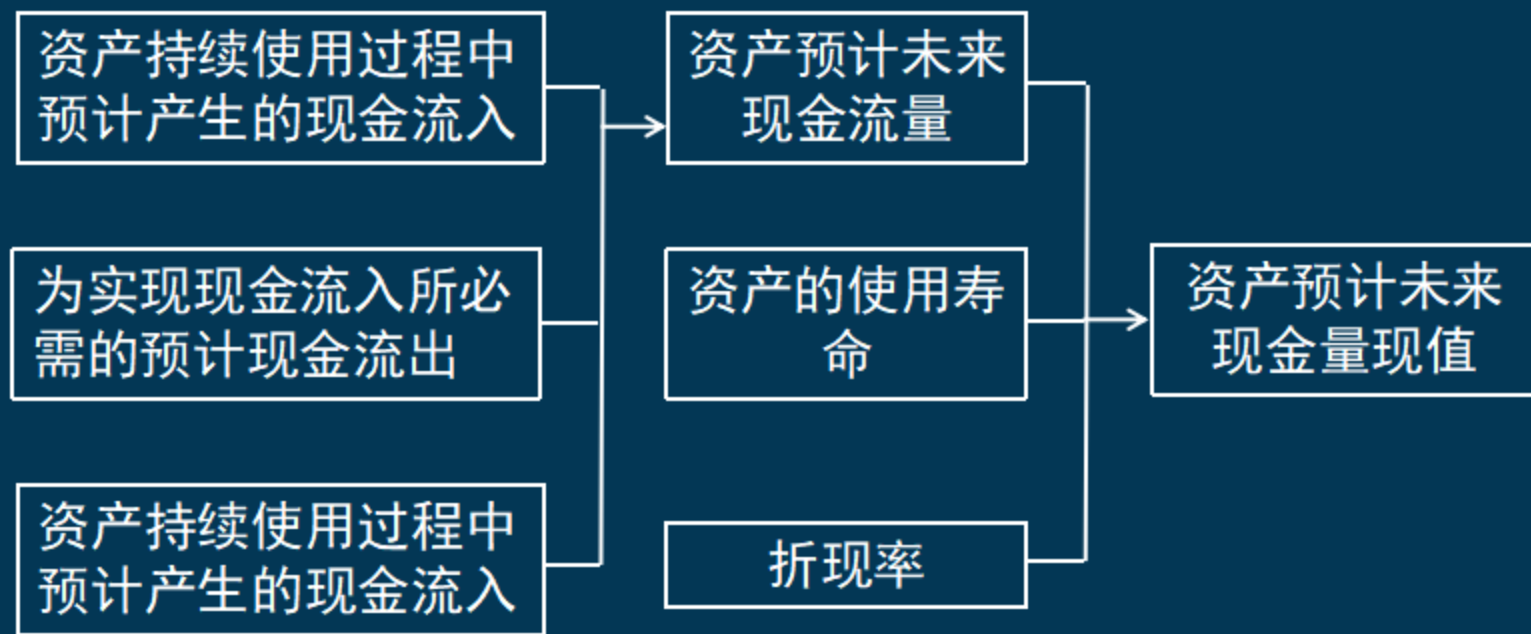 资产持续使用过程中
预计产生的现金流入
为实现现金流入所必
需的预计现金流出
资产持续使用过程中
预计产生的现金流入
资产预计未来
现金流量
资产的使用寿
命
折现率
资产预计未来
现金量现值